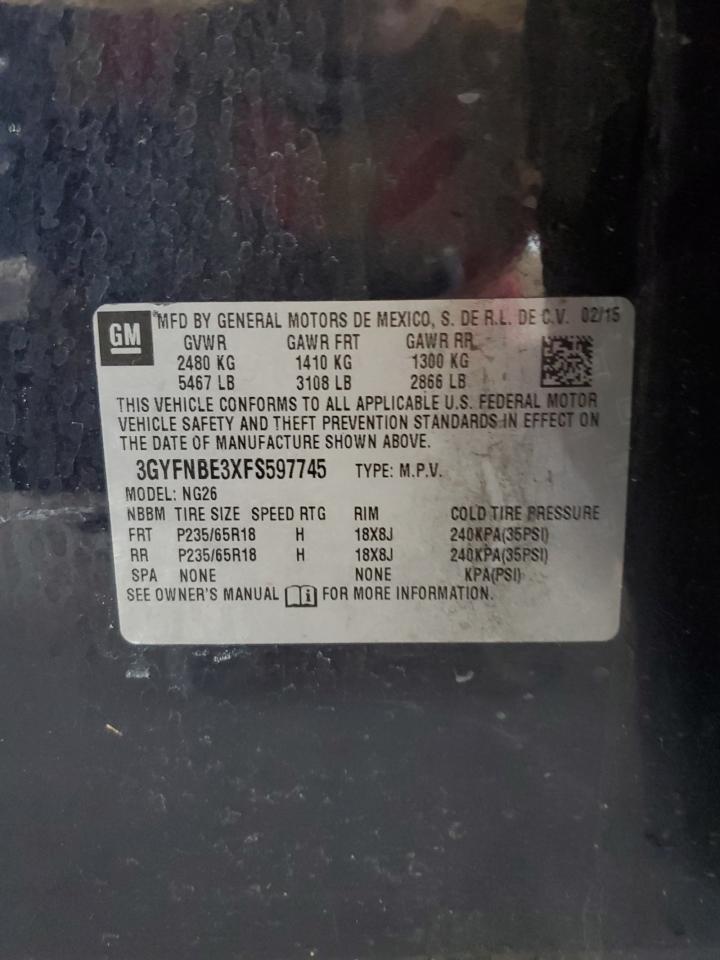 GM MFD BY GENERAL MOTORS DE MEXICO, S. DE R.L. DE C.V. 02/15
GVWR GAWR FRT GAWR RR
2480 KG 1410 KG 1300 KG
5467 LB 3108 LB 2866 LB
THIS VEHICLE CONFORMS TO ALL APPLICABLE U.S. FEDERAL MOTOR
VEHICLE SAFETY AND THEFT PREVENTION STANDARDS IN EFFECT ON
THE DATE OF MANUFACTURE SHOWN ABOVE.
3GYFNBE3XFS597745 TYPE: M.P.V.
MODEL: NG26
NBBM TIRE SIZE SPEED RTG RIM COLD TIRE PRESSURE
FRT P235/65R18 H 18X8J 240KPA(35PSI)
RR P235/65R18 H 18X8J 240KPA(35PSI)
SPA NONE NONE KPA(PSI)
SEE OWNER'S MANUAL FOR MORE INFORMATION.